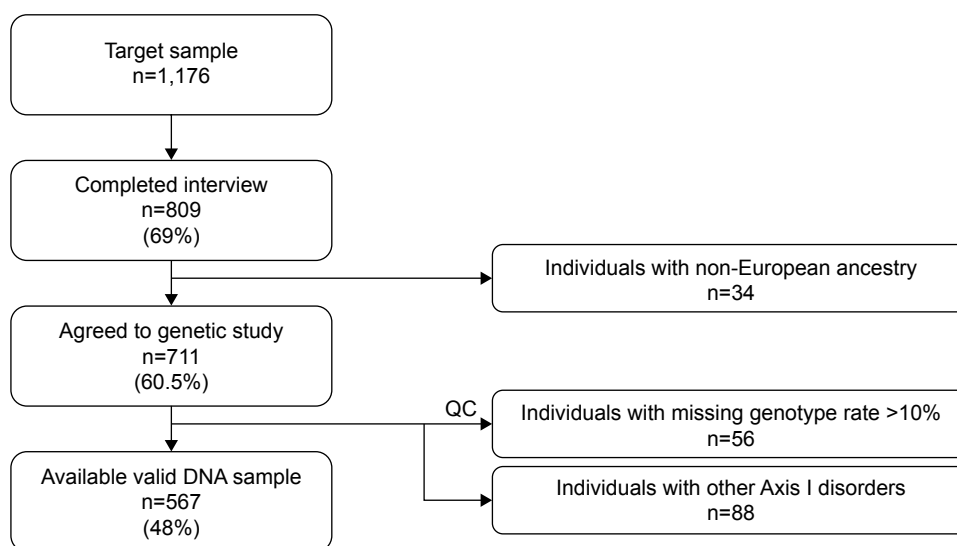 Target sample
n=1,176
Completed interview
n=809
(69%)
Individuals with non-European ancestry
n=34
Agreed to genetic study
n=711
(60.5%)
QC
Individuals with missing genotype rate >10%
n=56
Available valid DNA sample
n=567
(48%)
Individuals with other Axis I disorders
n=88